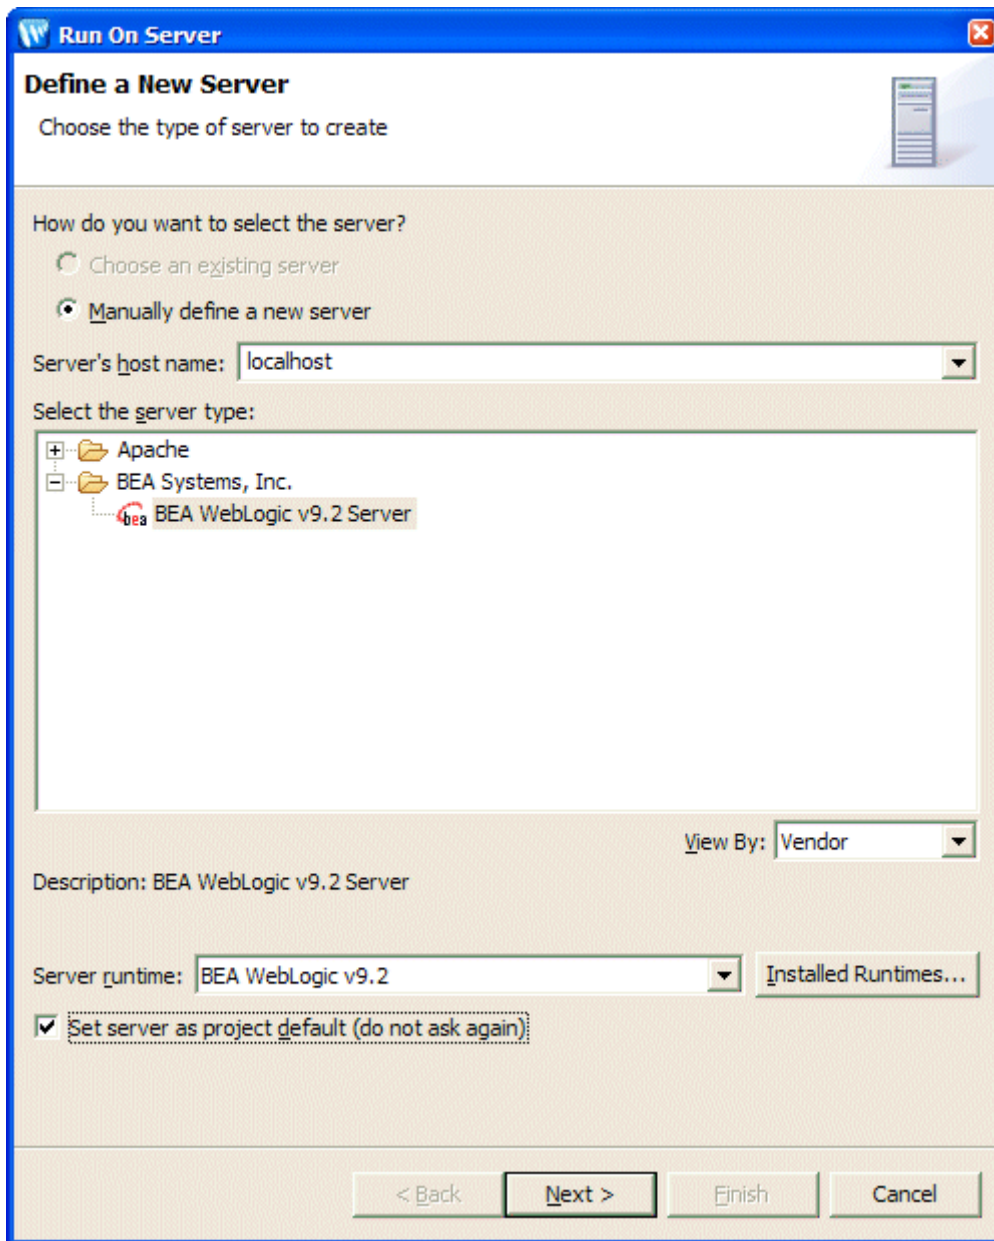 Run On Server
Define a New Server
Choose the type of server to create
How do you want to select the server?
Choose an existing server
Manually define a new server
Server's host name: localhost
Select the server type:
Apache
BEA Systems, Inc.
bea BEA WebLogic v9.2 Server
View By: Vendor
Description: BEA WebLogic v9.2 Server
Server runtime: BEA WebLogic v9.2 Installed Runtimes...
Set server as project default (do not ask again)
< Back Next > Finish Cancel